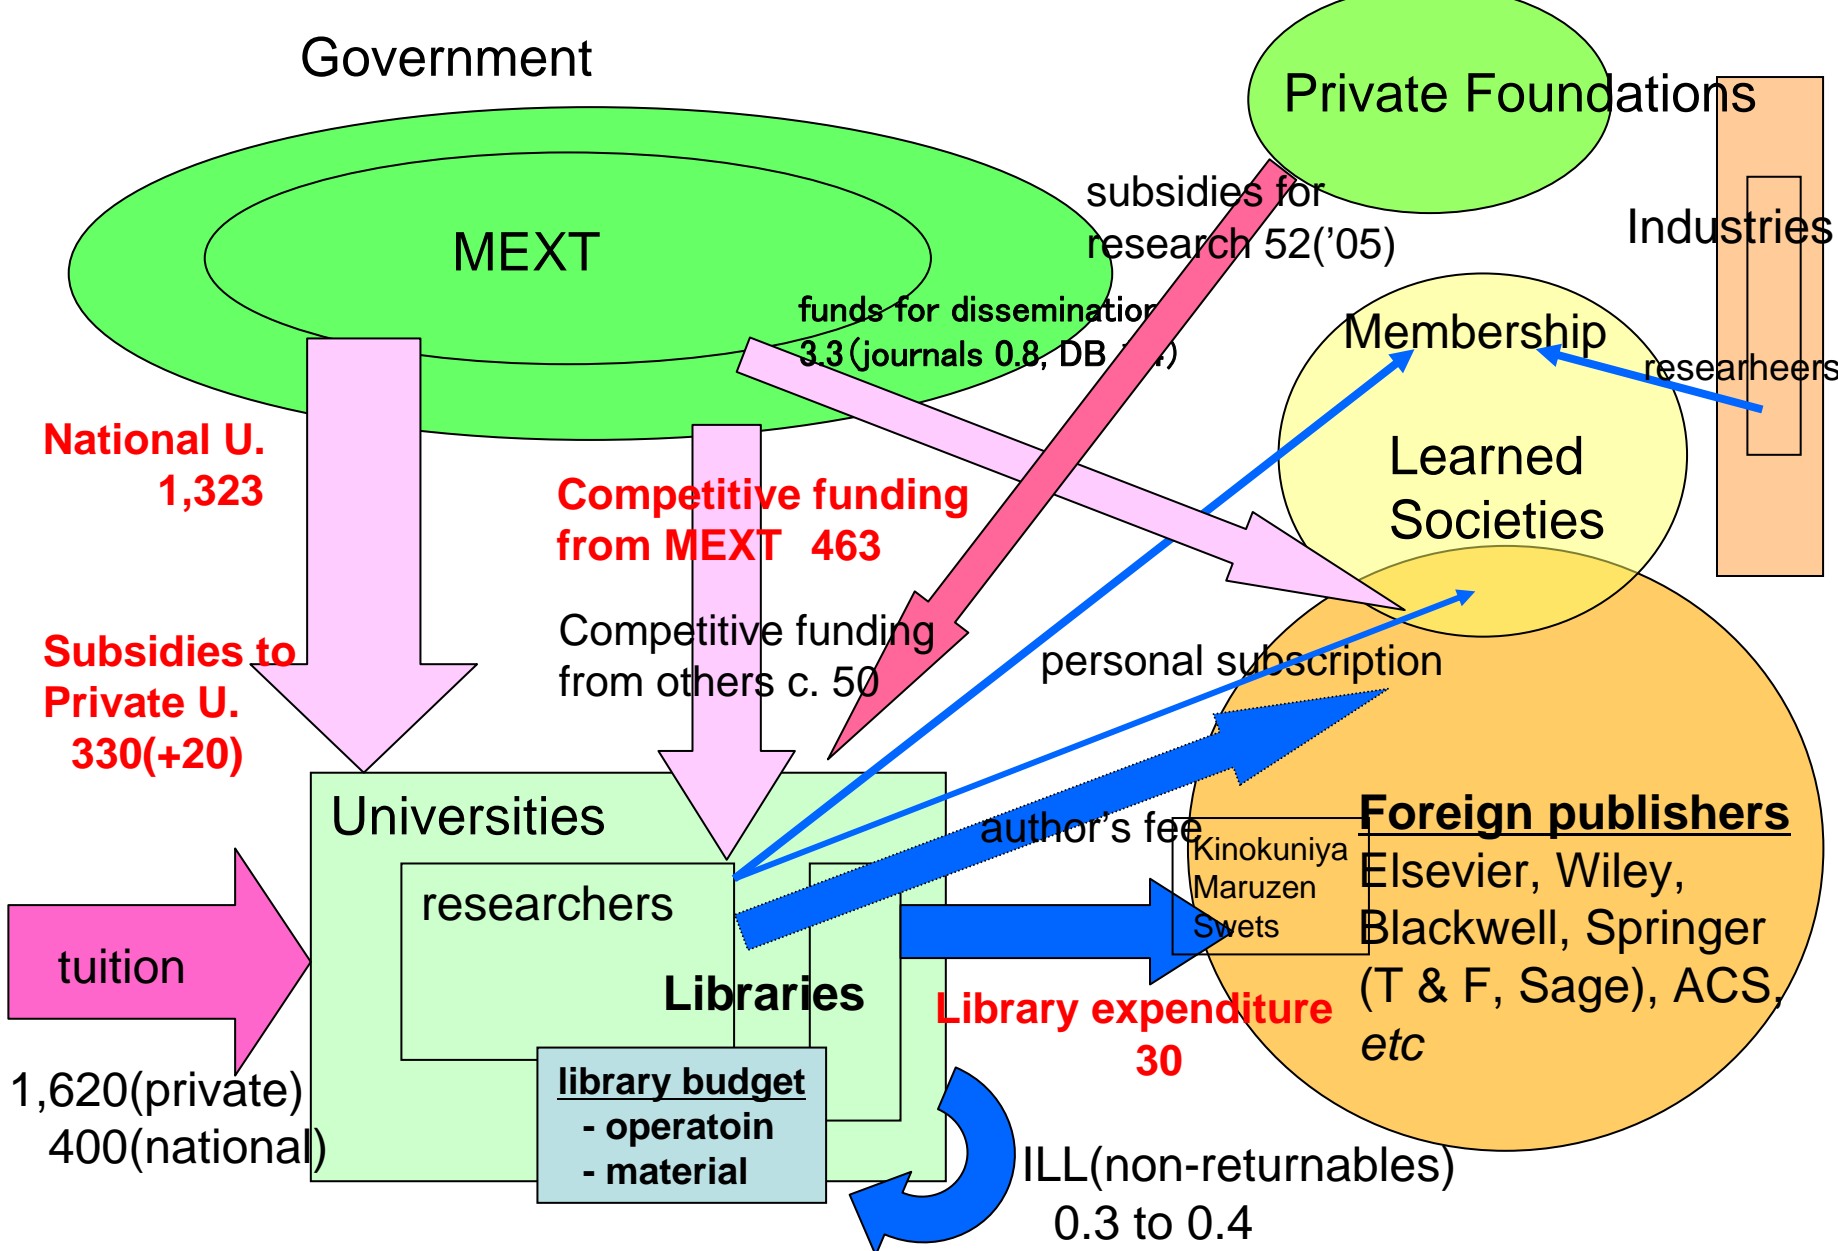 Government
Private Foundations
MEXT
subsidies for
research 52('05)
Industries
funds for dissemination
3.3(journals 0.8, DB
Membership
researheers
National U.
1,323
Learned
Societies
Competitive funding
from MEXT 463
Subsidies to
Private U.
330(+20)
Competitive funding
from others c. 50
personal subscription
Universities
author's fee
Foreign publishers
Elsevier, Wiley,
Blackwell, Springer
(T & F, Sage), ACS,
etc
Kinokuniya
Maruzen
Swets
researchers
tuition
Libraries
Library expenditure
30
1,620(private)
400(national)
library budget
- operatoin
- material
ILL(non-returnables)
0.3 to 0.4